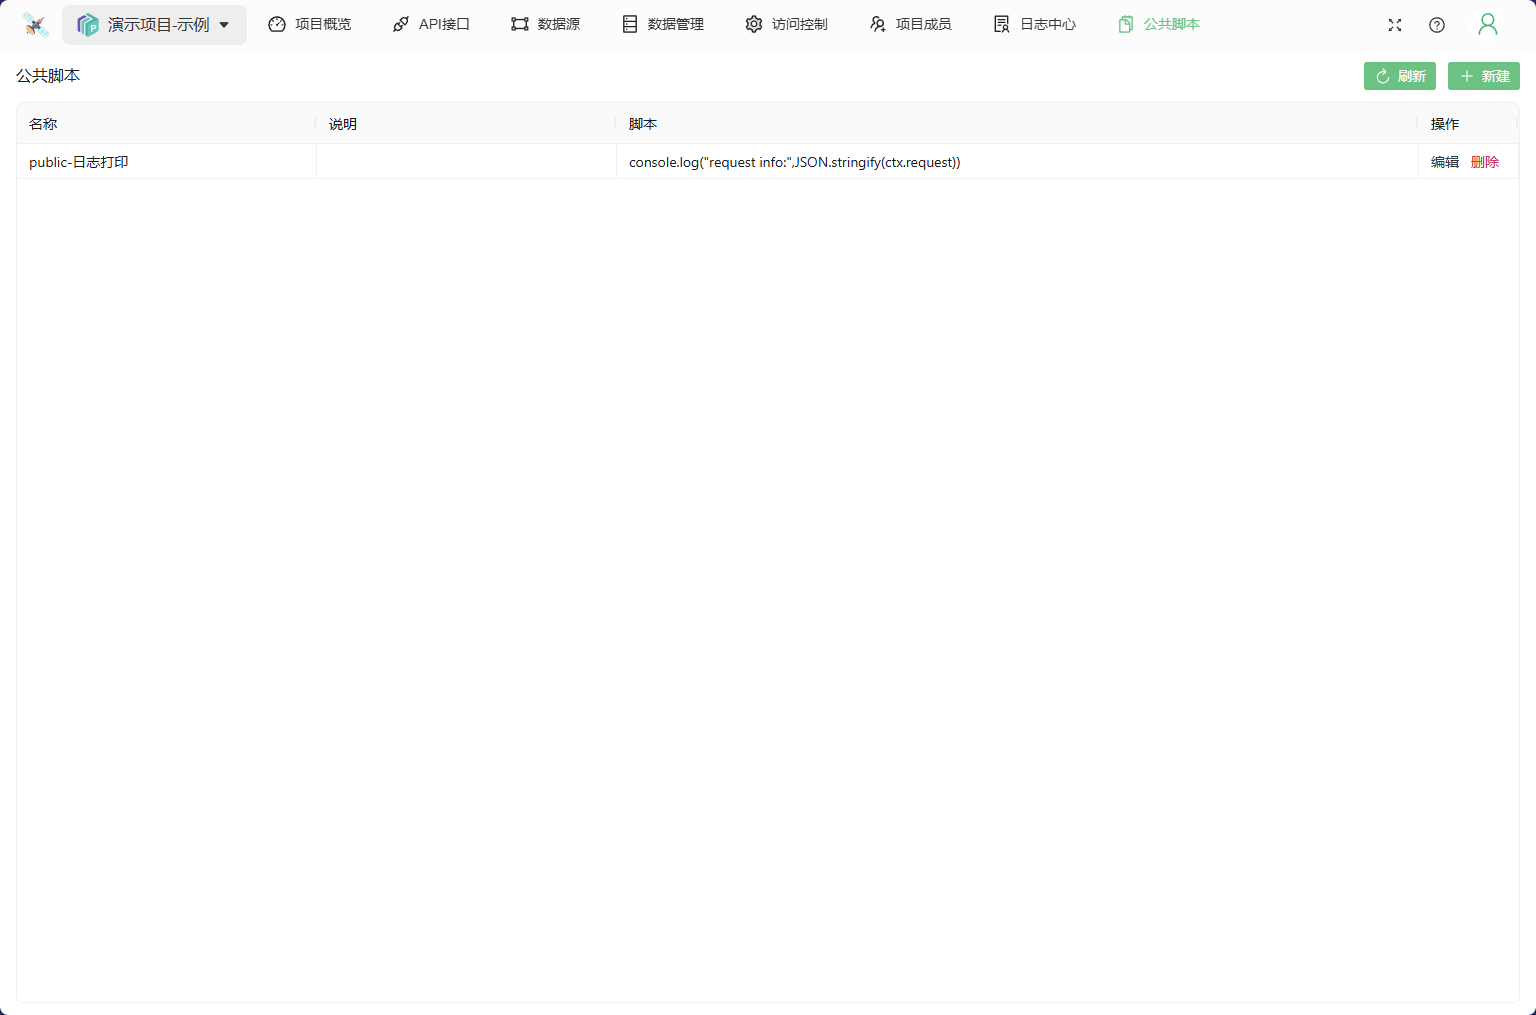 演示项目-示例 项目概览 API接口 数据源 数据管理 访问控制 项目成员 日志中心 公共脚本
公共脚本 刷新 新建
名称 说明 脚本 操作
public-日志打印 console.log("request info:",JSON.stringify(ctx.request)) 编辑 删除